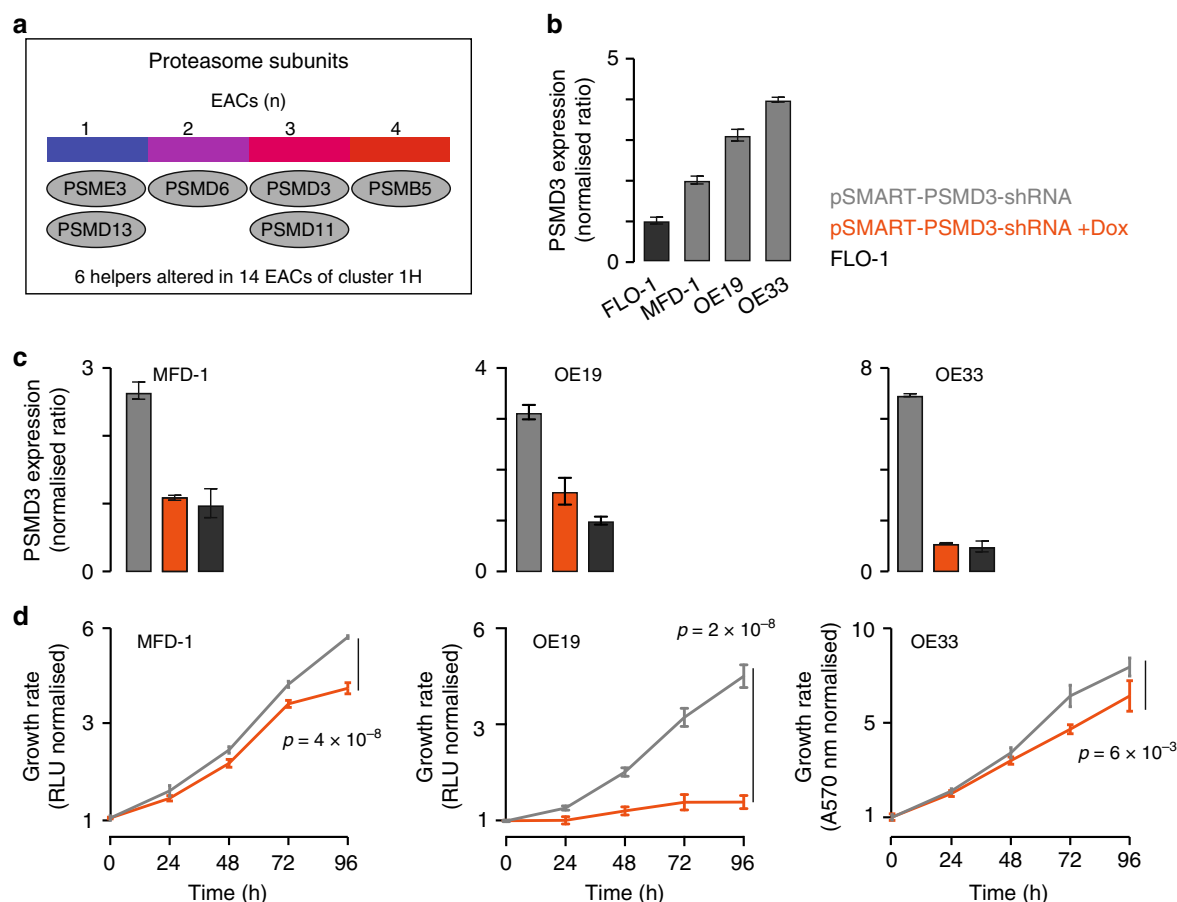 a
Proteasome subunits
EACs (n)
1 2 3 4
PSME3 PSMD6 PSMD3 PSMB5
PSMD13 PSMD11
6 helpers altered in 14 EACs of cluster 1H
b
PSMD3 expression
(normalised ratio)
5
0
FLO-1 MFD-1 OE19 OE33
pSMART-PSMD3-shRNA
pSMART-PSMD3-shRNA +Dox
FLO-1
c
PSMD3 expression
(normalised ratio)
3
0
MFD-1
4
0
OE19
8
0
OE33
d
Growth rate
(RLU normalised)
6
3
1
MFD-1
p = 4 × 10⁻⁸
0 24 48 72 96
Time (h)
Growth rate
(RLU normalised)
6
3
1
OE19
p = 2 × 10⁻⁸
0 24 48 72 96
Time (h)
Growth rate
(A570 nm normalised)
10
5
1
OE33
p = 6 × 10⁻³
0 24 48 72 96
Time (h)